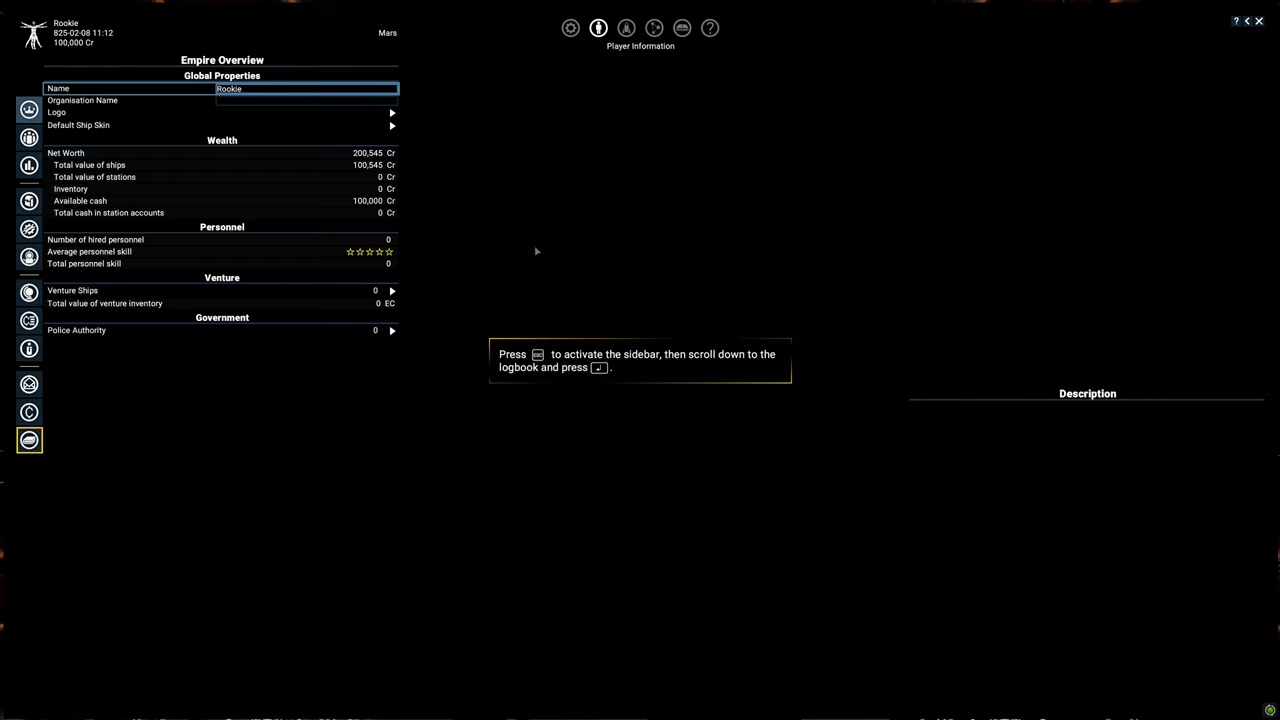 Rookie
825-02-08 11:12
100,000 Cr
Mars
Player Information
Empire Overview
Global Properties
Name Rookie
Organisation Name
Logo
Default Ship Skin
Wealth
Net Worth 200,545 Cr
Total value of ships 100,545 Cr
Total value of stations 0 Cr
Inventory 0 Cr
Available cash 100,000 Cr
Total cash in station accounts 0 Cr
Personnel
Number of hired personnel 0
Average personnel skill ☆☆☆☆☆
Total personnel skill 0
Venture
Venture Ships 0
Total value of venture inventory 0 EC
Government
Police Authority 0
Press ESC to activate the sidebar, then scroll down to the
logbook and press ↲ .
Description